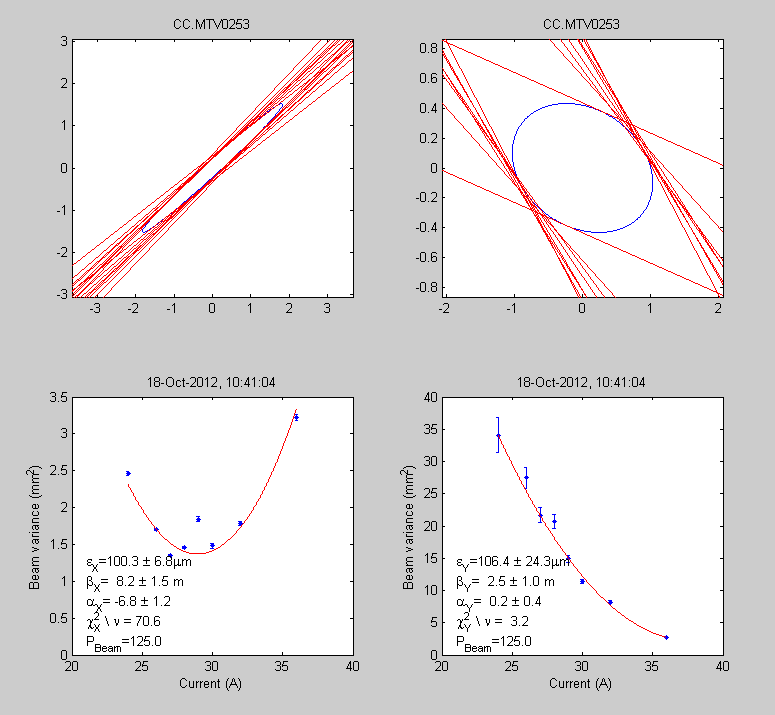 CC.MTV0253
3
2
1
0
-1
-2
-3
-3 -2 -1 0 1 2 3
CC.MTV0253
0.8
0.6
0.4
0.2
0
-0.2
-0.4
-0.6
-0.8
-2 -1 0 1 2
18-Oct-2012, 10:41:04
Beam variance (mm²)
3.5
3
2.5
2
1.5
1
0.5
0
εX=100.3 ± 6.8μm
βX= 8.2 ± 1.5 m
αX= -6.8 ± 1.2
χ²X \ ν = 70.6
PBeam=125.0
20 25 30 35 40
Current (A)
18-Oct-2012, 10:41:04
Beam variance (mm²)
40
35
30
25
20
15
10
5
0
εY=106.4 ± 24.3μm
βY= 2.5 ± 1.0 m
αY= 0.2 ± 0.4
χ²Y \ ν = 3.2
PBeam=125.0
20 25 30 35 40
Current (A)